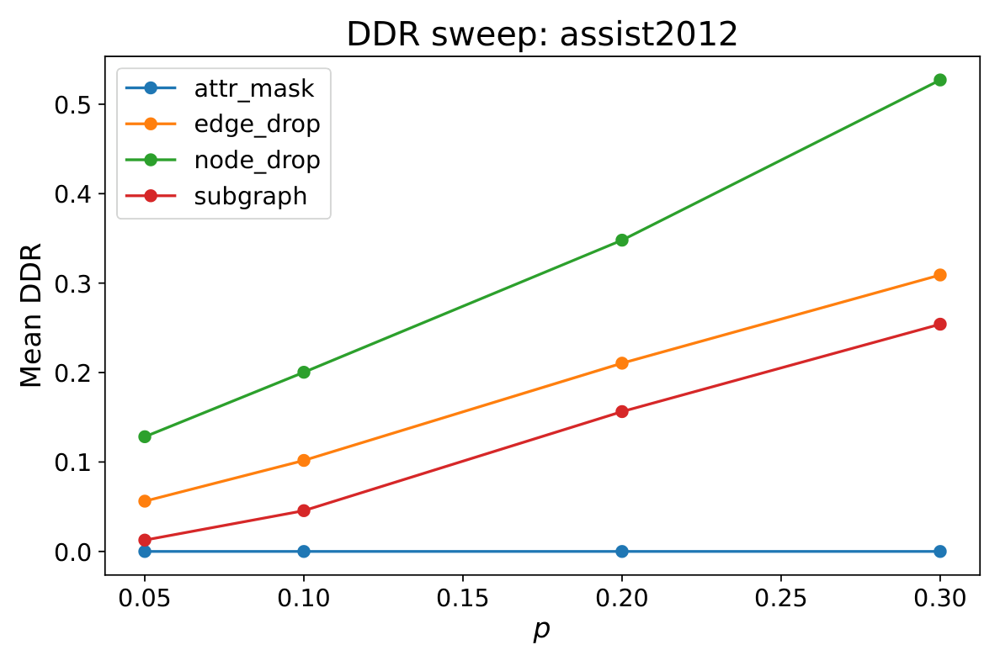 DDR sweep: assist2012
attr_mask
edge_drop
node_drop
subgraph
Mean DDR
0.5
0.4
0.3
0.2
0.1
0.0
0.05 0.10 0.15 0.20 0.25 0.30
p